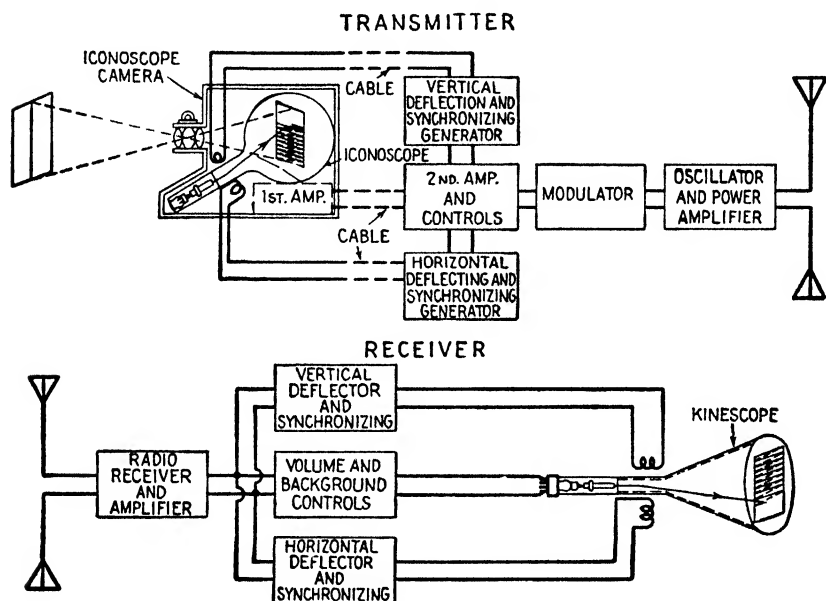 TRANSMITTER
ICONOSCOPE
CAMERA
CABLE
VERTICAL
DEFLECTION AND
SYNCHRONIZING
GENERATOR
ICONOSCOPE
1ST. AMP.
2ND. AMP.
AND
CONTROLS
MODULATOR
OSCILLATOR
AND POWER
AMPLIFIER
CABLE
HORIZONTAL
DEFLECTING AND
SYNCHRONIZING
GENERATOR
RECEIVER
VERTICAL
DEFLECTOR
AND
SYNCHRONIZING
KINESCOPE
RADIO
RECEIVER
AND
AMPLIFIER
VOLUME AND
BACKGROUND
CONTROLS
HORIZONTAL
DEFLECTOR
AND
SYNCHRONIZING